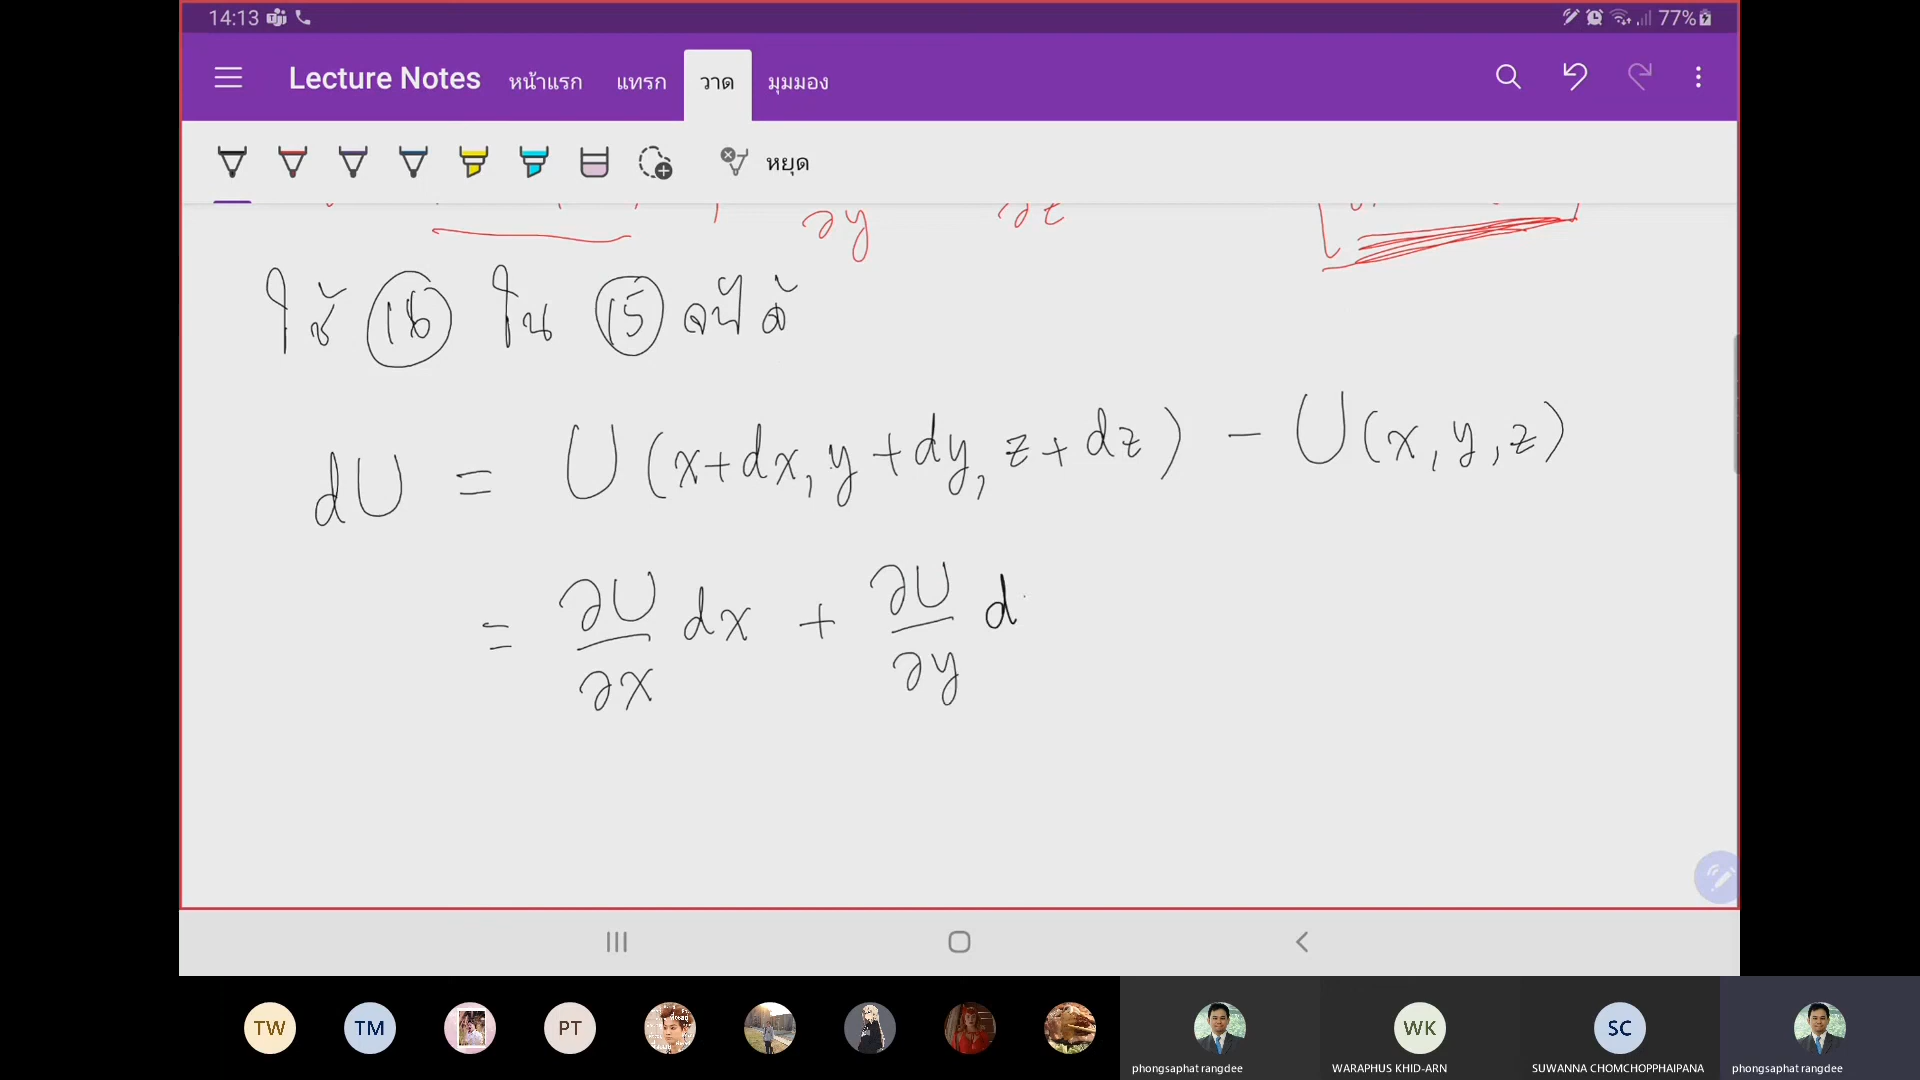 14:13 77%
Lecture Notes หน้าแรก แทรก วาด มุมมอง
หยุด
∂y ∂z
ใช้ 16 ใน 15 จะได้
dU = U(x+dx, y+dy, z+dz) − U(x, y, z)
= ∂U/∂x dx + ∂U/∂y d
TW TM PT WK SC
phongsaphat rangdee WARAPHUS KHID-ARN SUWANNA CHOMCHOPPHAIPANA phongsaphat rangdee